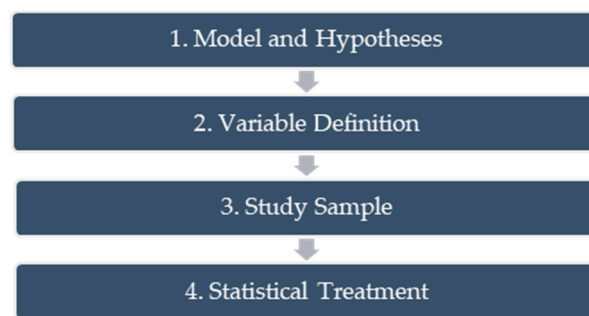 1. Model and Hypotheses
2. Variable Definition
3. Study Sample
4. Statistical Treatment